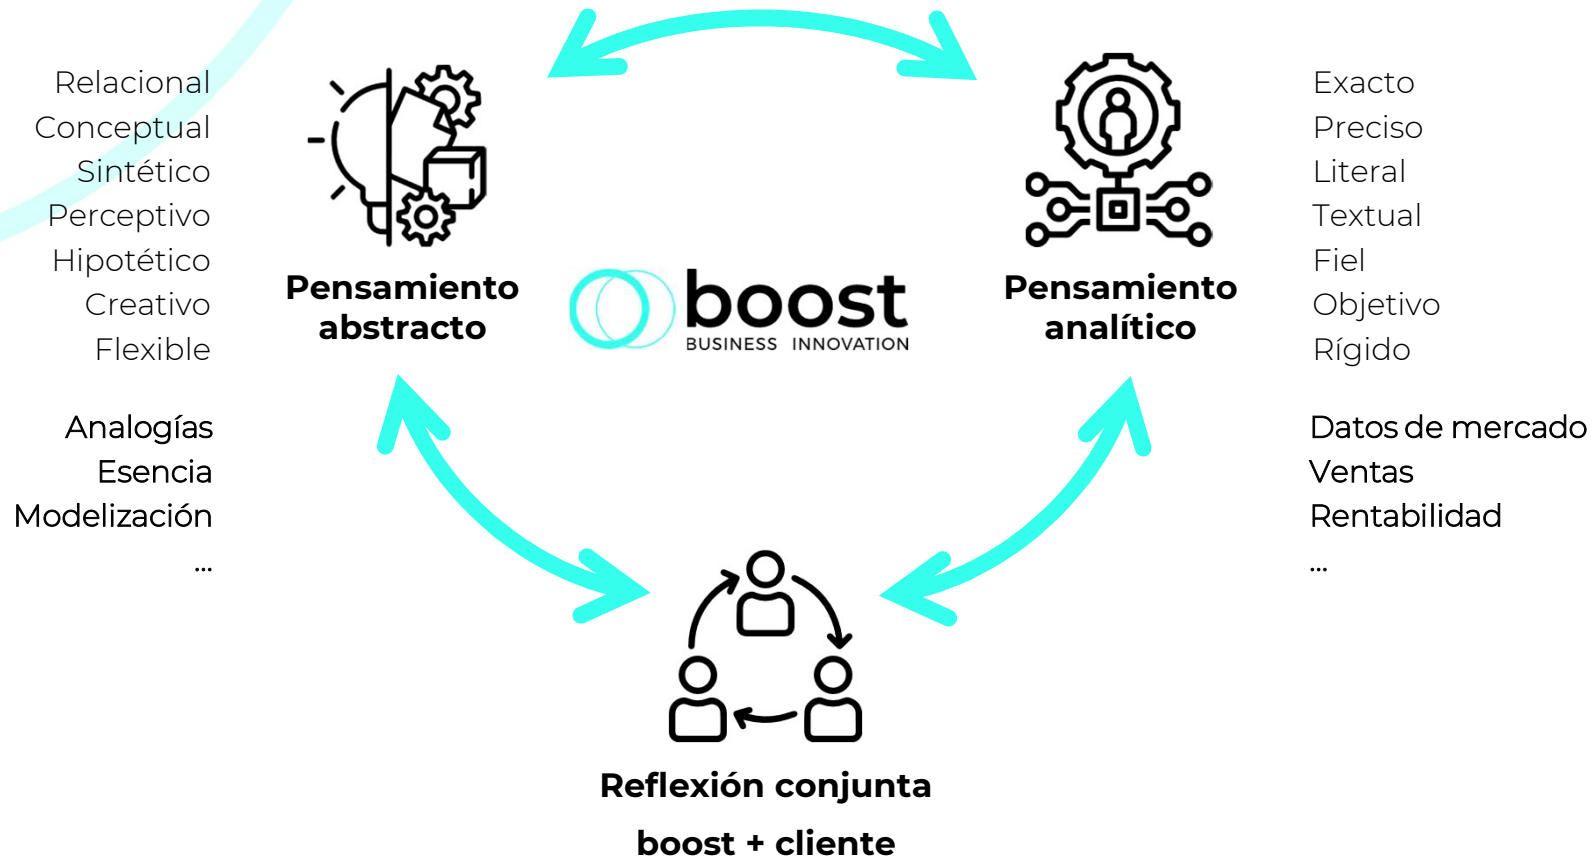 Relacional
Conceptual
Sintético
Perceptivo
Hipotético
Creativo
Flexible
Analogías
Esencia
Modelización
...
Pensamiento
abstracto
boost
BUSINESS INNOVATION
Pensamiento
analítico
Exacto
Preciso
Literal
Textual
Fiel
Objetivo
Rígido
Datos de mercado
Ventas
Rentabilidad
...
Reflexión conjunta
boost + cliente